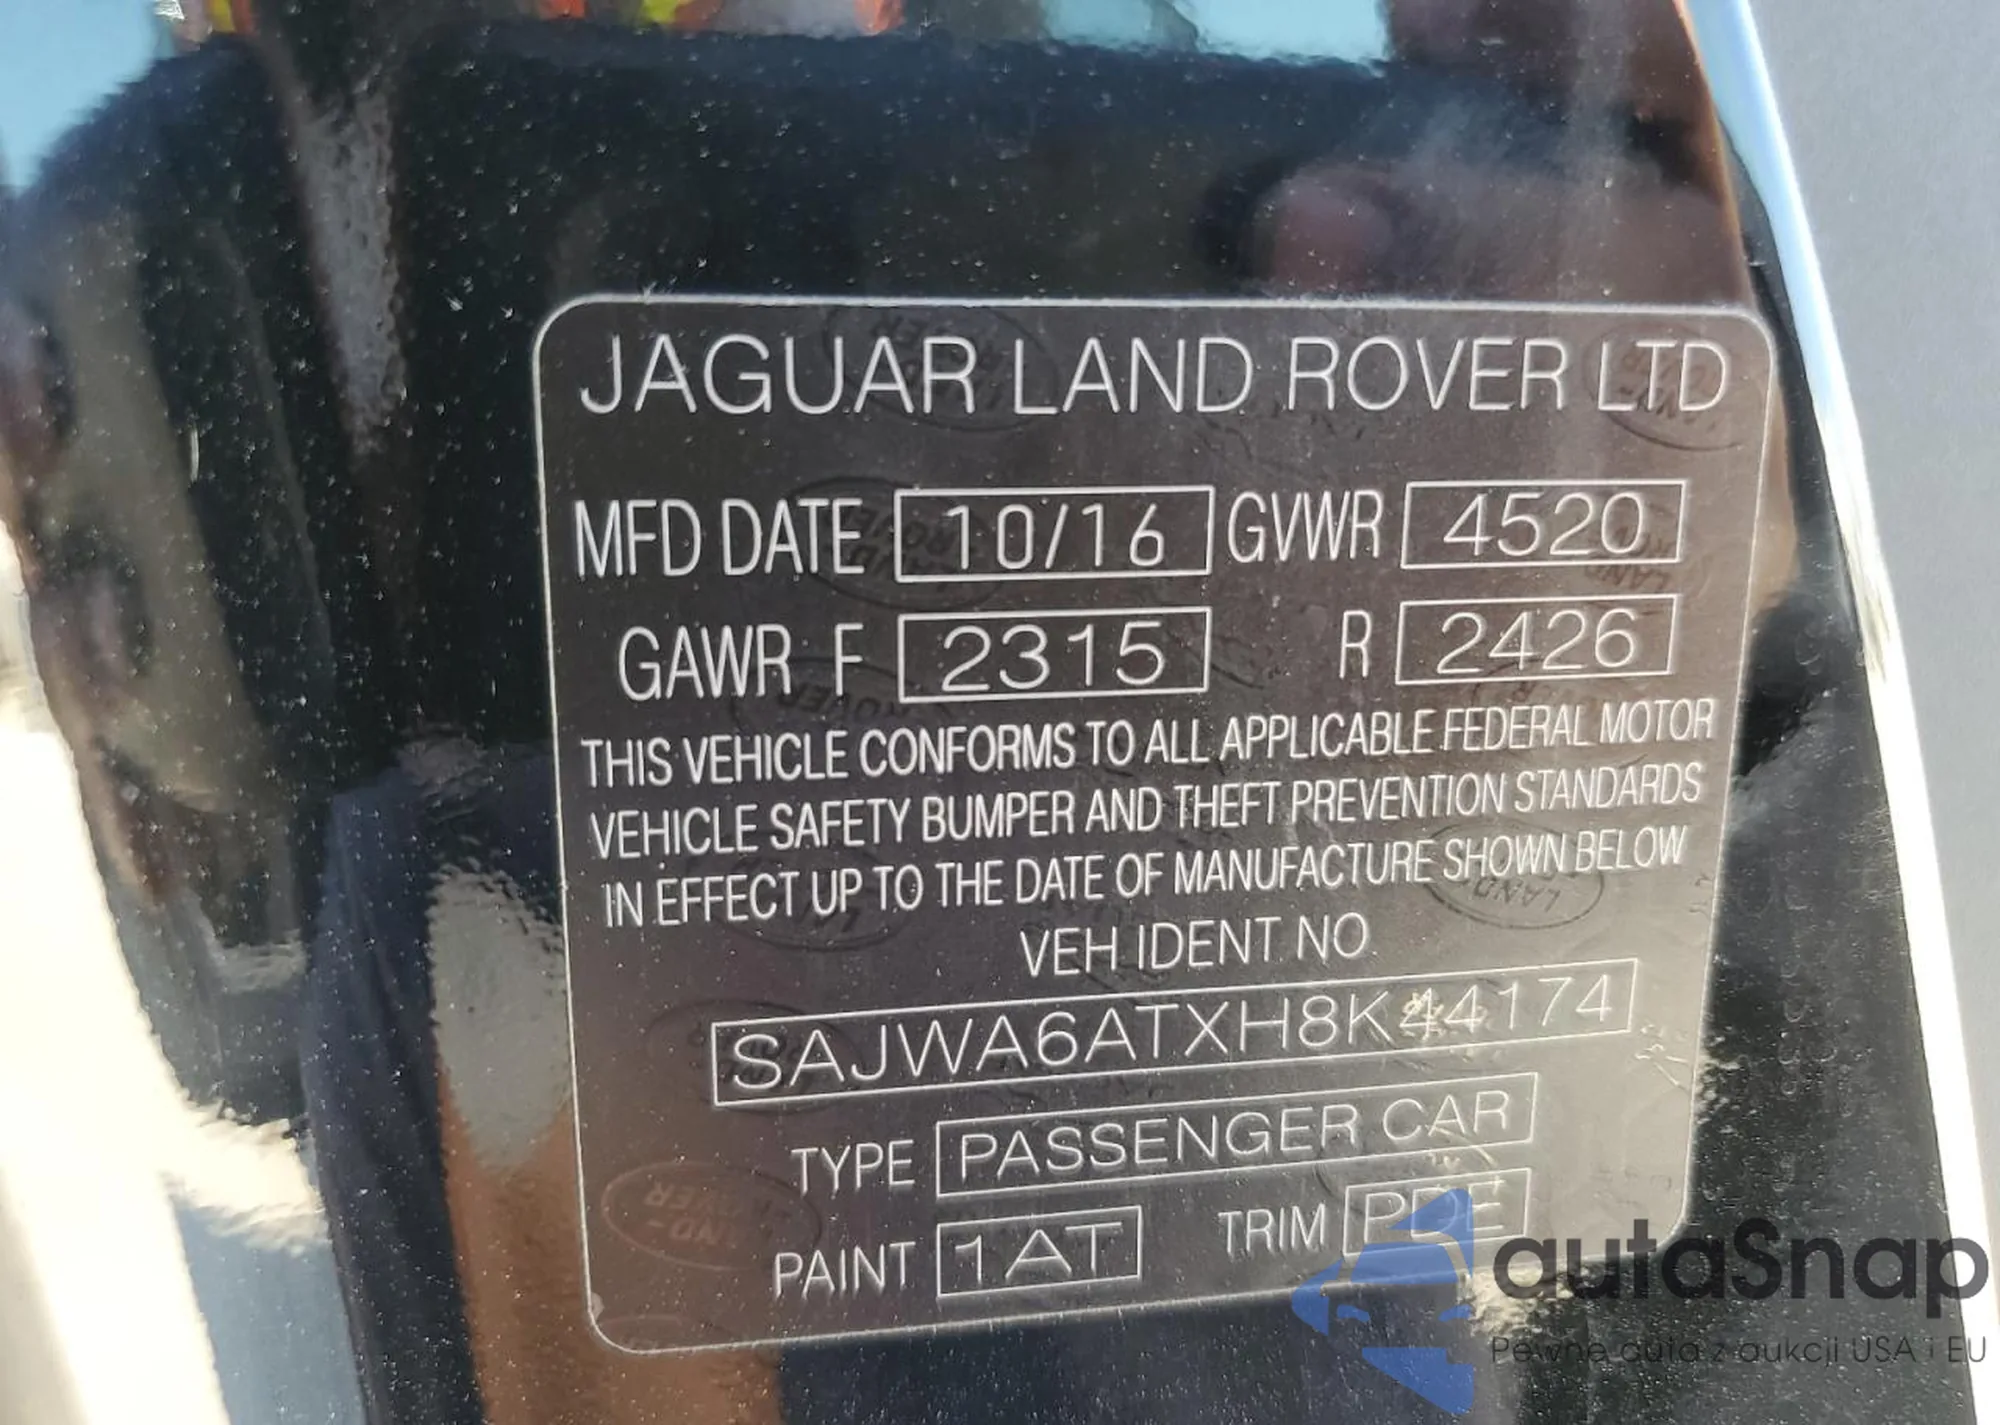 JAGUAR LAND ROVER LTD
MFD DATE 10/16 GVWR 4520
GAWR F 2315 R 2426
THIS VEHICLE CONFORMS TO ALL APPLICABLE FEDERAL MOTOR
VEHICLE SAFETY BUMPER AND THEFT PREVENTION STANDARDS
IN EFFECT UP TO THE DATE OF MANUFACTURE SHOWN BELOW
VEH IDENT NO
SAJWA6ATXH8K44174
TYPE PASSENGER CAR
PAINT 1AT TRIM PDE
autaSnap
Pewne auta z aukcji USA i EU